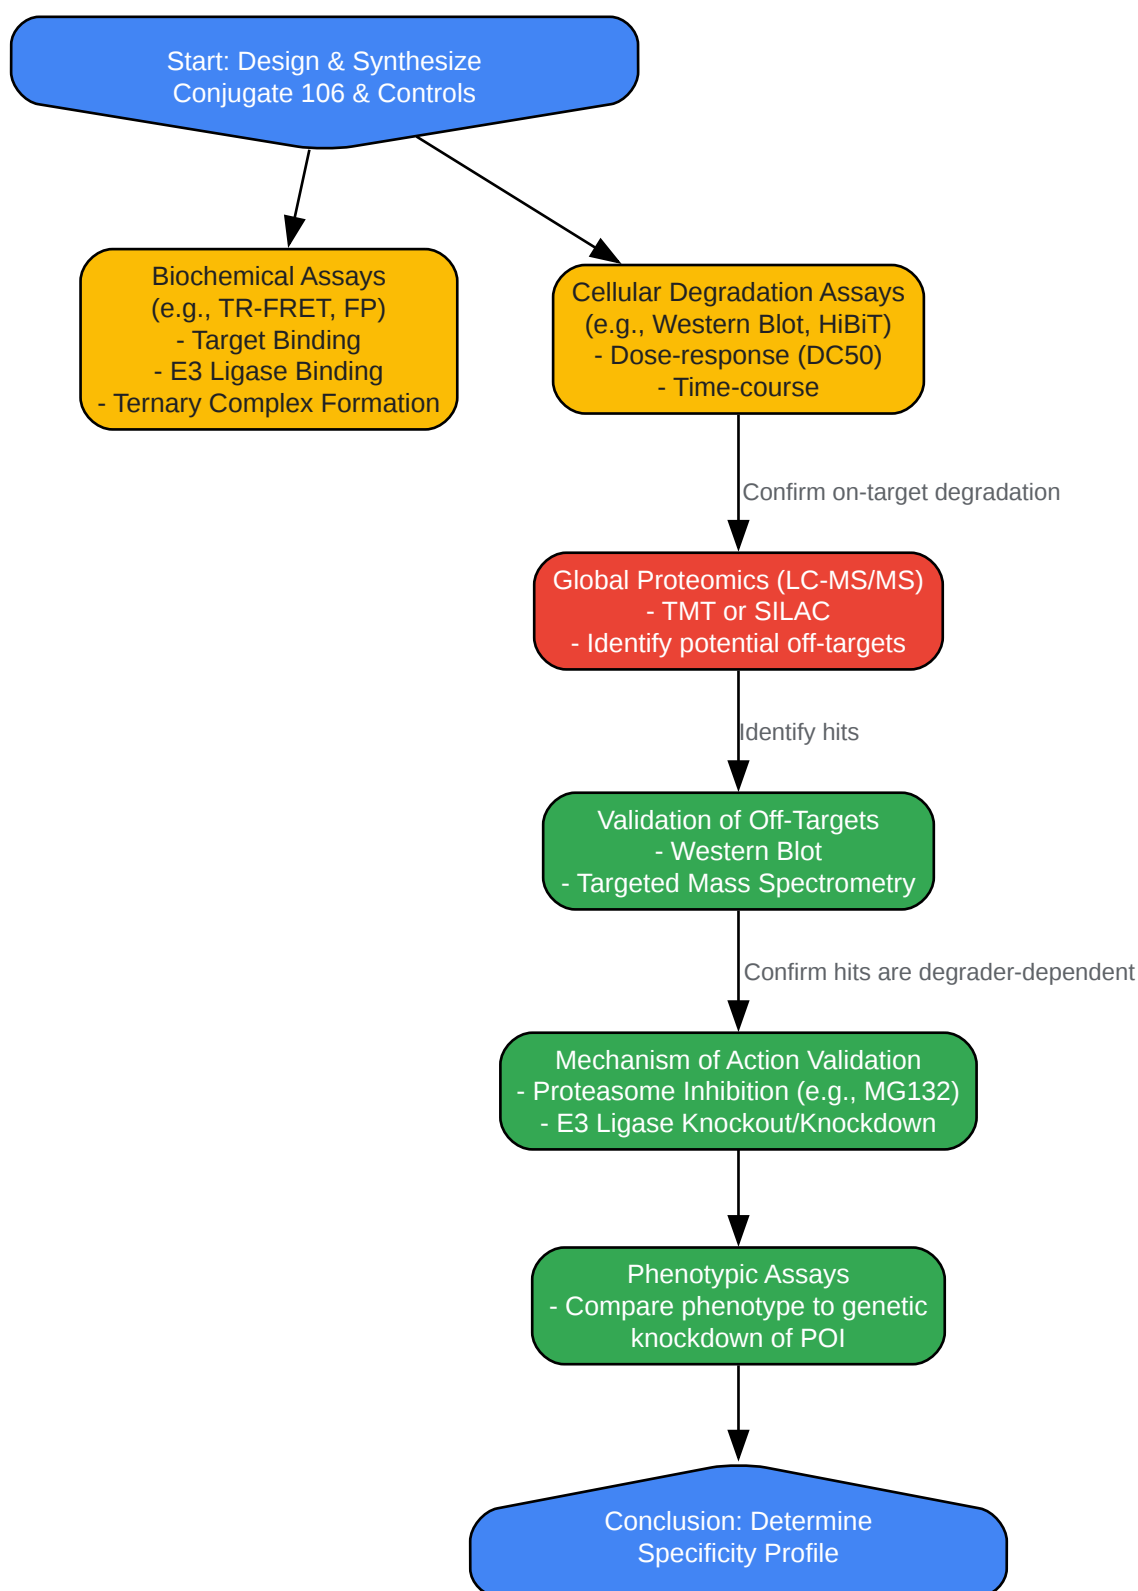 Start: Design & Synthesize
Conjugate 106 & Controls
Biochemical Assays
(e.g., TR-FRET, FP)
- Target Binding
- E3 Ligase Binding
- Ternary Complex Formation
Cellular Degradation Assays
(e.g., Western Blot, HiBiT)
- Dose-response (DC50)
- Time-course
Confirm on-target degradation
Global Proteomics (LC-MS/MS)
- TMT or SILAC
- Identify potential off-targets
Identify hits
Validation of Off-Targets
- Western Blot
- Targeted Mass Spectrometry
Confirm hits are degrader-dependent
Mechanism of Action Validation
- Proteasome Inhibition (e.g., MG132)
- E3 Ligase Knockout/Knockdown
Phenotypic Assays
- Compare phenotype to genetic
knockdown of POI
Conclusion: Determine
Specificity Profile